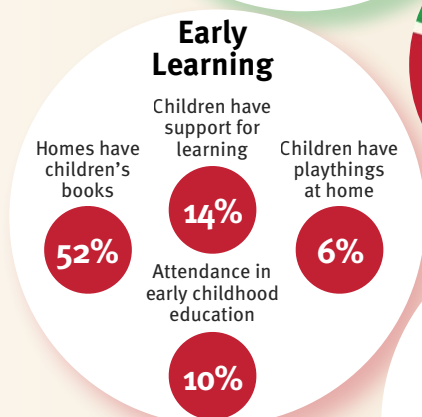 Early
Learning
Children have
support for
learning
14%
Homes have
children's
books
52%
Children have
playthings
at home
6%
Attendance in
early childhood
education
10%